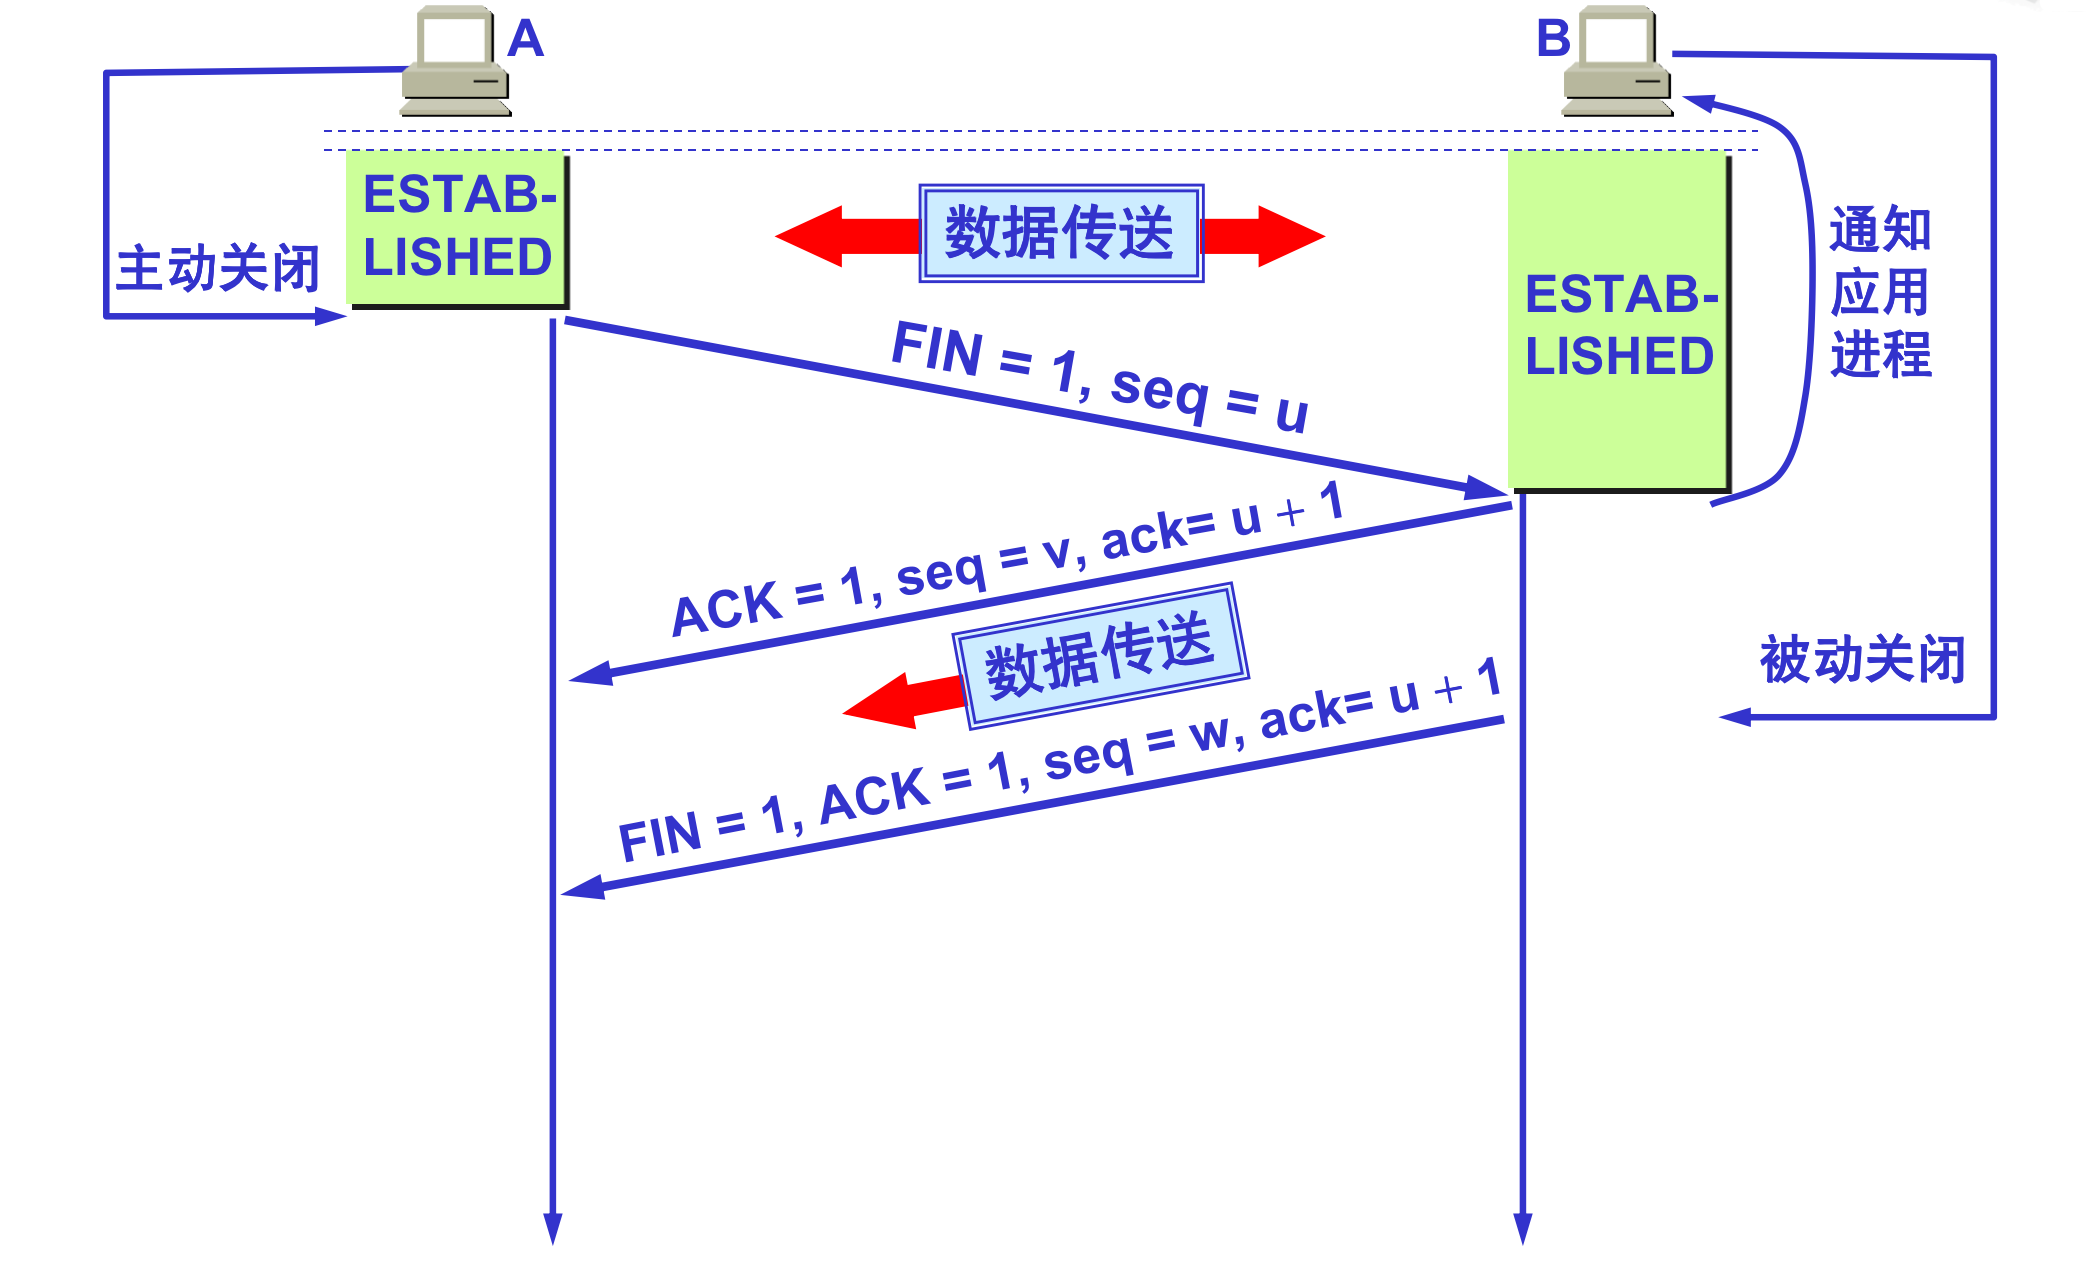 A
B
ESTAB-
LISHED
主动关闭
数据传送
通知
应用
进程
ESTAB-
LISHED
FIN = 1, seq = u
ACK = 1, seq = v, ack= u + 1
数据传送
被动关闭
FIN = 1, ACK = 1, seq = w, ack= u + 1